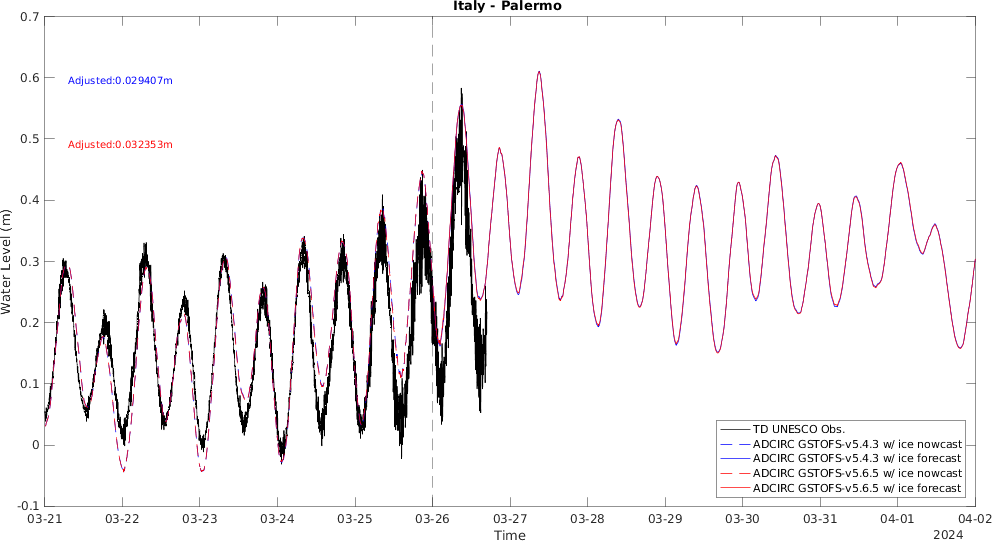 Italy - Palermo
0.7
0.6
0.5
0.4
0.3
0.2
0.1
0
-0.1
Water Level (m)
Adjusted:0.029407m
Adjusted:0.032353m
TD UNESCO Obs.
ADCIRC GSTOFS-v5.4.3 w/ ice nowcast
ADCIRC GSTOFS-v5.4.3 w/ ice forecast
ADCIRC GSTOFS-v5.6.5 w/ ice nowcast
ADCIRC GSTOFS-v5.6.5 w/ ice forecast
03-21 03-22 03-23 03-24 03-25 03-26 03-27 03-28 03-29 03-30 03-31 04-01 04-02
Time
2024